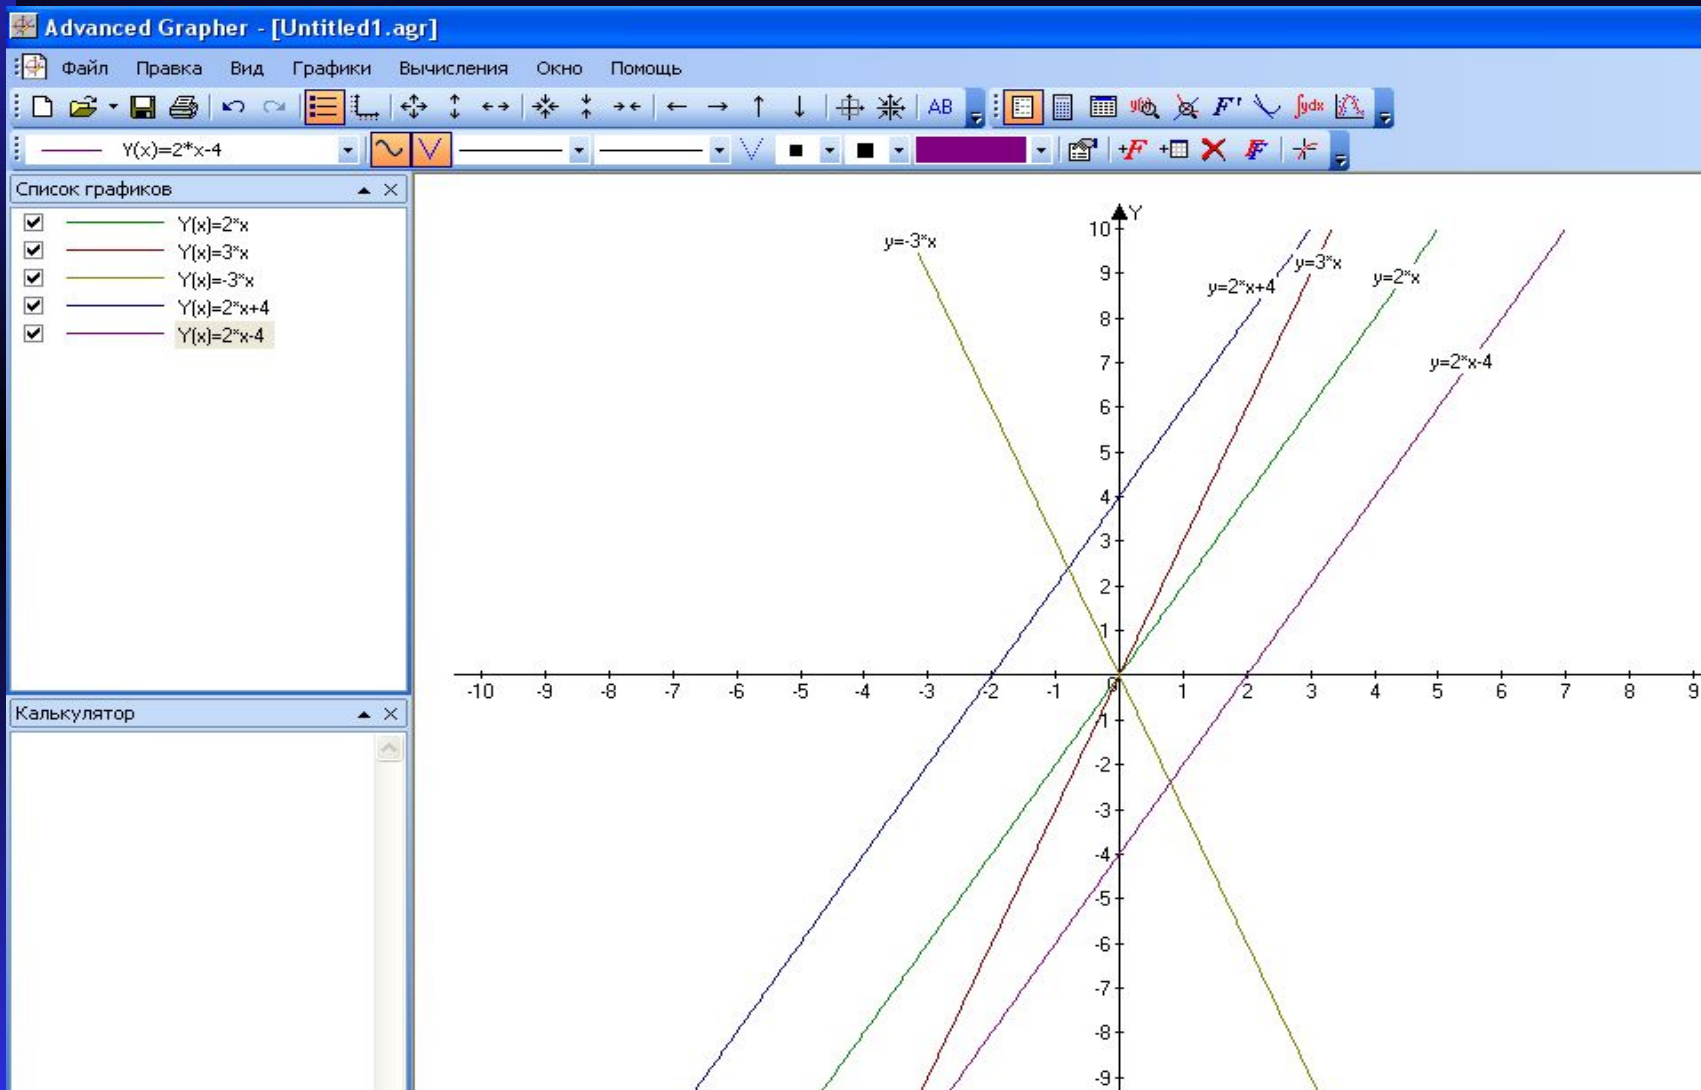 Advanced Grapher - [Untitled1.agr]
Файл Правка Вид Графики Вычисления Окно Помощь
AB y(x) F' ∫ydx
Y(x)=2*x-4
+F F
Список графиков
Y(x)=2*x
Y(x)=3*x
Y(x)=-3*x
Y(x)=2*x+4
Y(x)=2*x-4
Калькулятор
Y
y=-3*x
y=2*x+4
y=3*x
y=2*x
y=2*x-4
10
9
8
7
6
5
4
3
2
1
-10 -9 -8 -7 -6 -5 -4 -3 -2 -1 0 1 2 3 4 5 6 7 8 9
-1
-2
-3
-4
-5
-6
-7
-8
-9